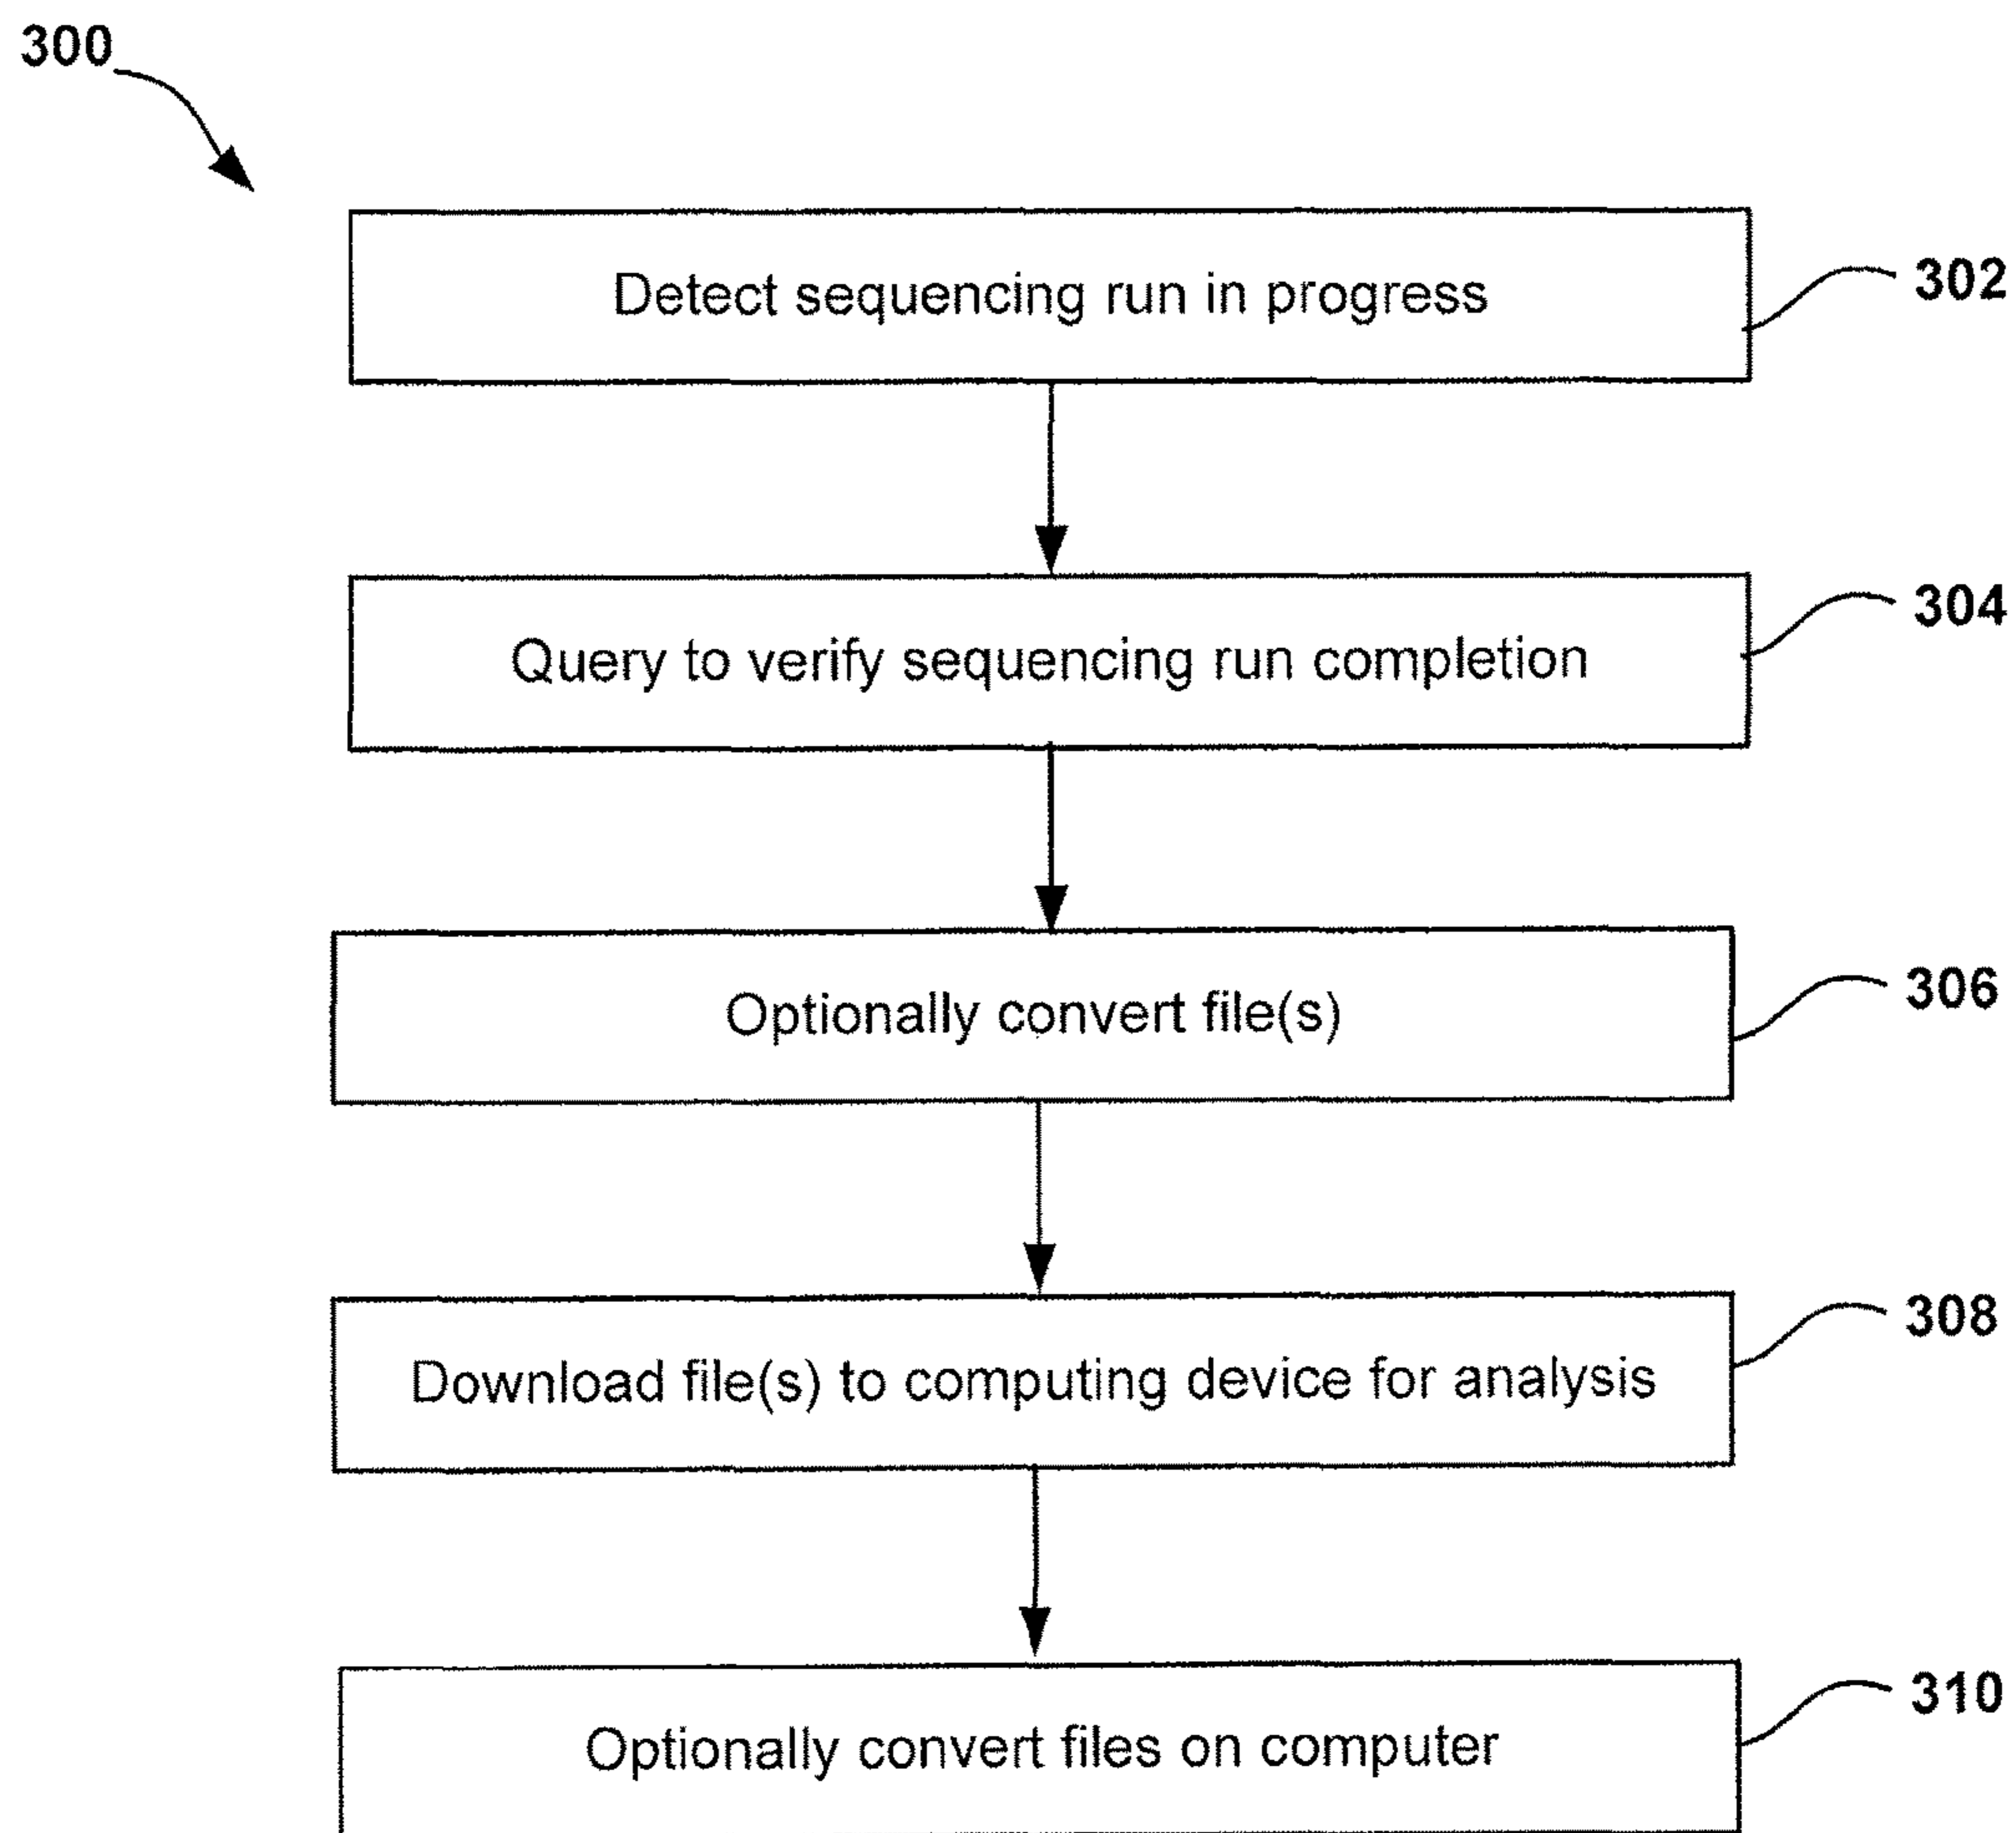 300
Detect sequencing run in progress
302
Query to verify sequencing run completion
304
Optionally convert file(s)
306
Download file(s) to computing device for analysis
308
Optionally convert files on computer
310